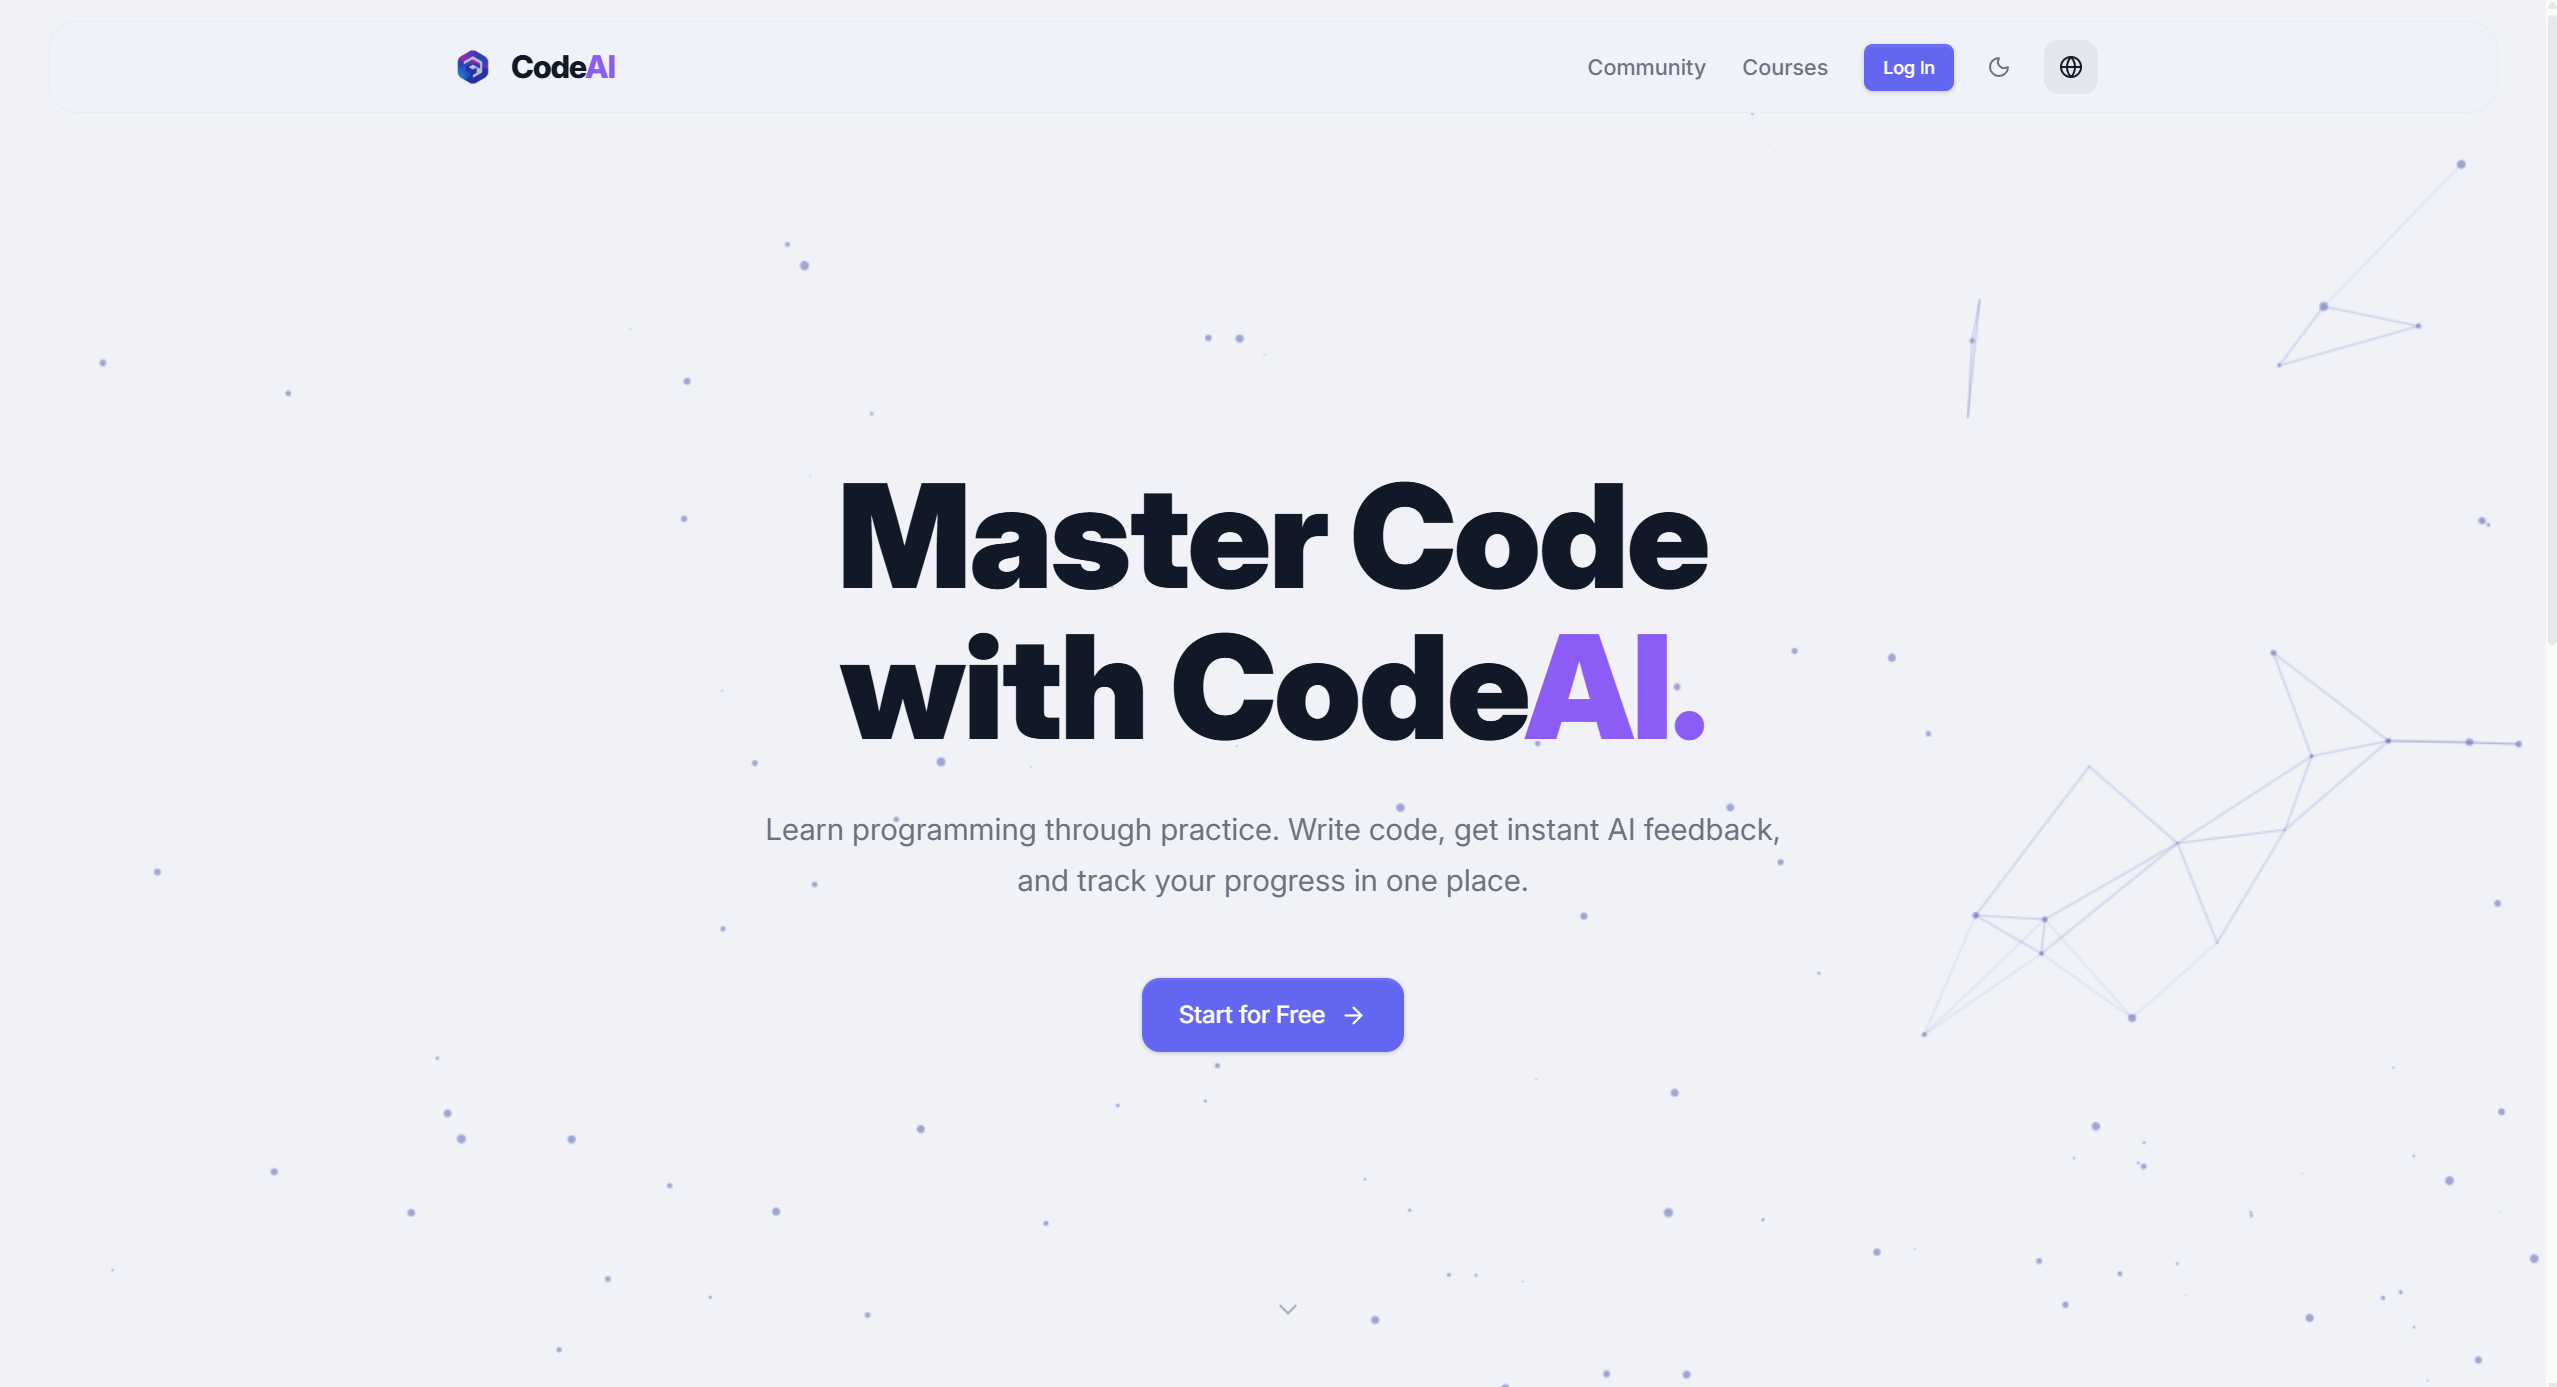 CodeAI
Community
Courses
Log In
Master Code
with CodeAI.
Learn programming through practice. Write code, get instant AI feedback,
and track your progress in one place.
Start for Free